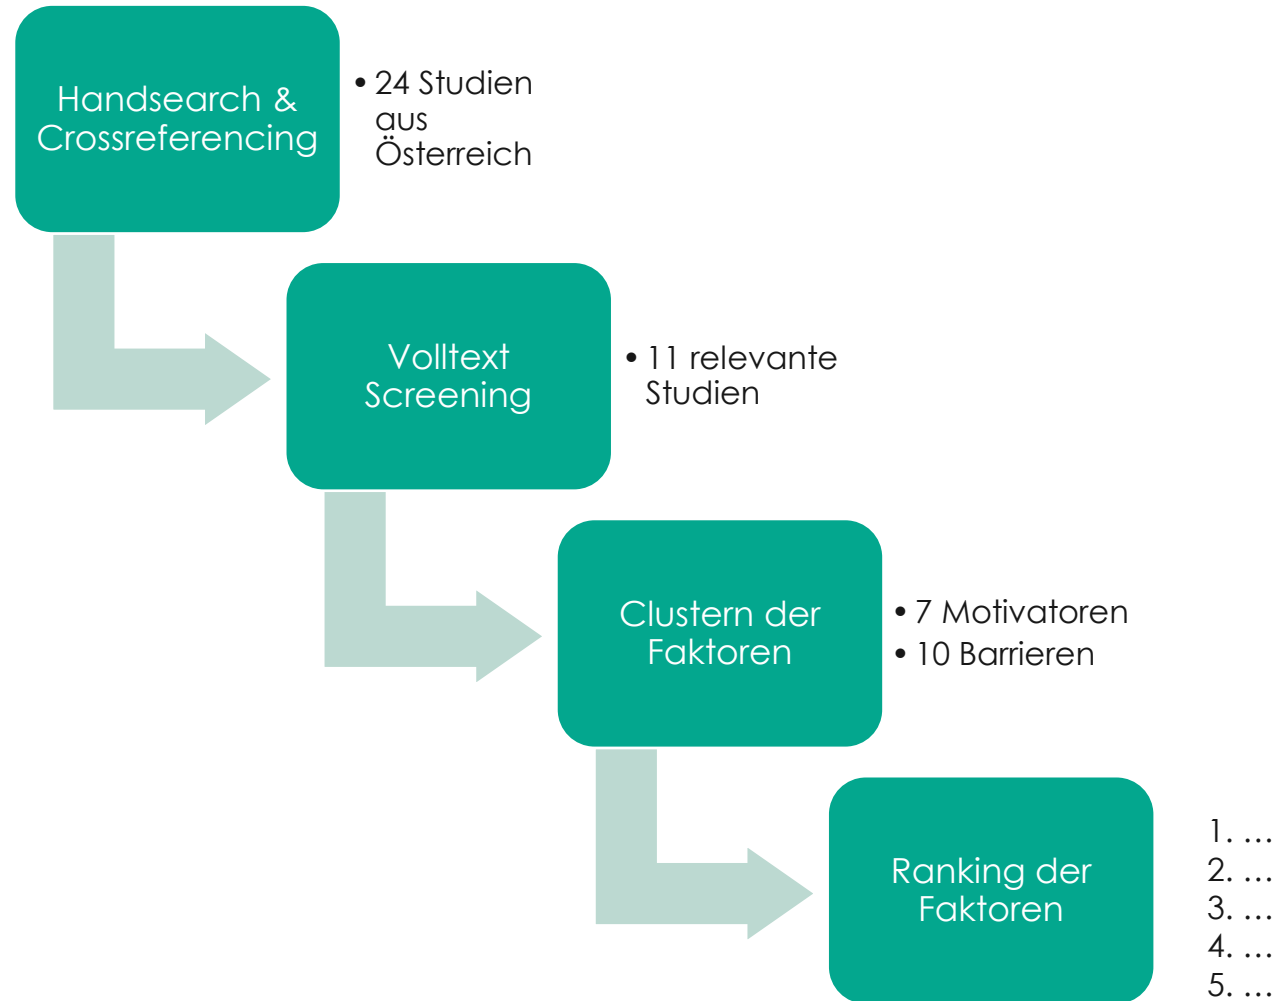 Handsearch &
Crossreferencing
• 24 Studien
aus
Österreich
Volltext
Screening
• 11 relevante
Studien
Clustern der
Faktoren
• 7 Motivatoren
• 10 Barrieren
Ranking der
Faktoren
1. ...
2. ...
3. ...
4. ...
5. ...